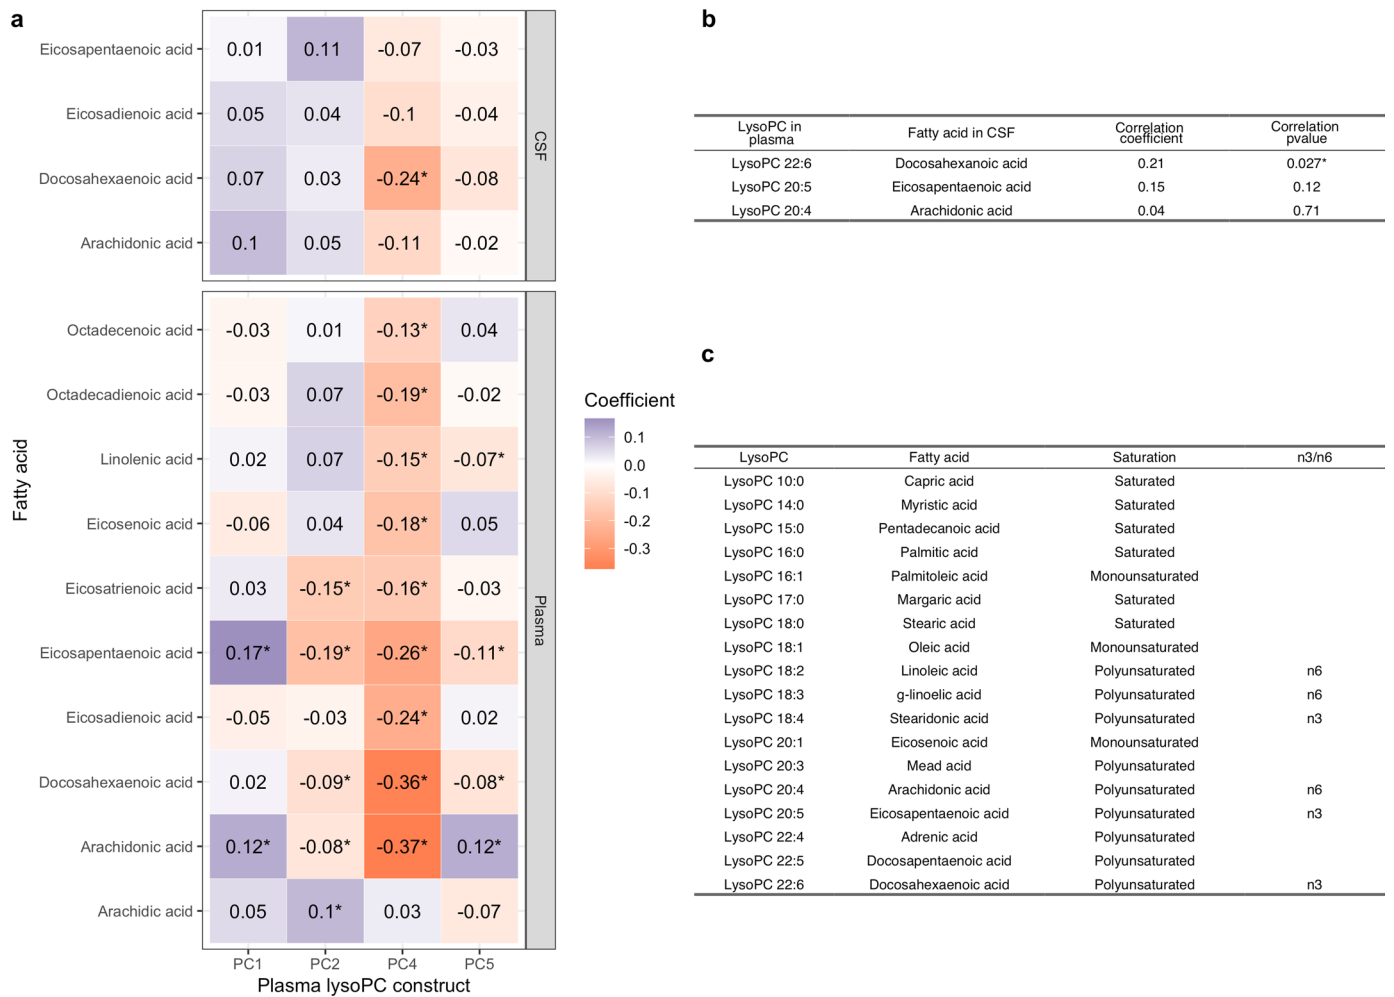 a
Eicosapentaenoic acid 0.01 0.11 -0.07 -0.03
Eicosadienoic acid 0.05 0.04 -0.1 -0.04
Docosahexaenoic acid 0.07 0.03 -0.24* -0.08
Arachidonic acid 0.1 0.05 -0.11 -0.02
CSF
Octadecenoic acid -0.03 0.01 -0.13* 0.04
Octadecadienoic acid -0.03 0.07 -0.19* -0.02
Linolenic acid 0.02 0.07 -0.15* -0.07*
Eicosenoic acid -0.06 0.04 -0.18* 0.05
Eicosatrienoic acid 0.03 -0.15* -0.16* -0.03
Eicosapentaenoic acid 0.17* -0.19* -0.26* -0.11*
Eicosadienoic acid -0.05 -0.03 -0.24* 0.02
Docosahexaenoic acid 0.02 -0.09* -0.36* -0.08*
Arachidonic acid 0.12* -0.08* -0.37* 0.12*
Arachidic acid 0.05 0.1* 0.03 -0.07
Plasma
PC1 PC2 PC4 PC5
Plasma lysoPC construct
Fatty acid
Coefficient
0.1
0.0
-0.1
-0.2
-0.3
b
LysoPC in plasma Fatty acid in CSF Correlation coefficient Correlation pvalue
LysoPC 22:6 Docosahexanoic acid 0.21 0.027*
LysoPC 20:5 Eicosapentaenoic acid 0.15 0.12
LysoPC 20:4 Arachidonic acid 0.04 0.71
c
LysoPC Fatty acid Saturation n3/n6
LysoPC 10:0 Capric acid Saturated
LysoPC 14:0 Myristic acid Saturated
LysoPC 15:0 Pentadecanoic acid Saturated
LysoPC 16:0 Palmitic acid Saturated
LysoPC 16:1 Palmitoleic acid Monounsaturated
LysoPC 17:0 Margaric acid Saturated
LysoPC 18:0 Stearic acid Saturated
LysoPC 18:1 Oleic acid Monounsaturated
LysoPC 18:2 Linoleic acid Polyunsaturated n6
LysoPC 18:3 g-linoelic acid Polyunsaturated n6
LysoPC 18:4 Stearidonic acid Polyunsaturated n3
LysoPC 20:1 Eicosenoic acid Monounsaturated
LysoPC 20:3 Mead acid Polyunsaturated
LysoPC 20:4 Arachidonic acid Polyunsaturated n6
LysoPC 20:5 Eicosapentaenoic acid Polyunsaturated n3
LysoPC 22:4 Adrenic acid Polyunsaturated
LysoPC 22:5 Docosapentaenoic acid Polyunsaturated
LysoPC 22:6 Docosahexaenoic acid Polyunsaturated n3